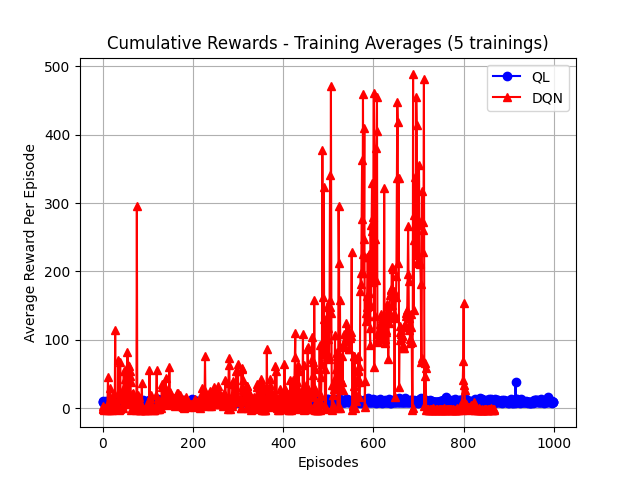 Cumulative Rewards - Training Averages (5 trainings)
500
400
300
200
100
0
Average Reward Per Episode
QL
DQN
0 200 400 600 800 1000
Episodes